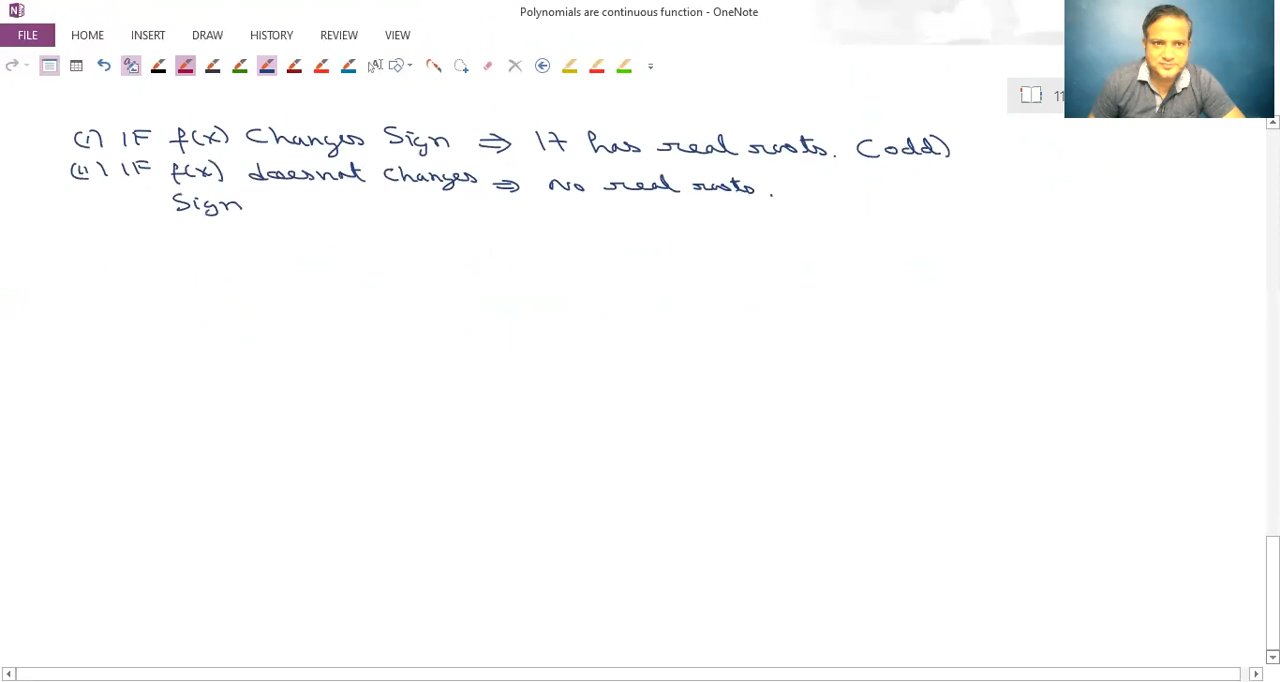 Polynomials are continuous function - OneNote
FILE HOME INSERT DRAW HISTORY REVIEW VIEW
11
(i) IF f(x) Changes Sign ⇒ It has real roots. (odd)
(ii) IF f(x) doesnot changes ⇒ No real roots.
Sign